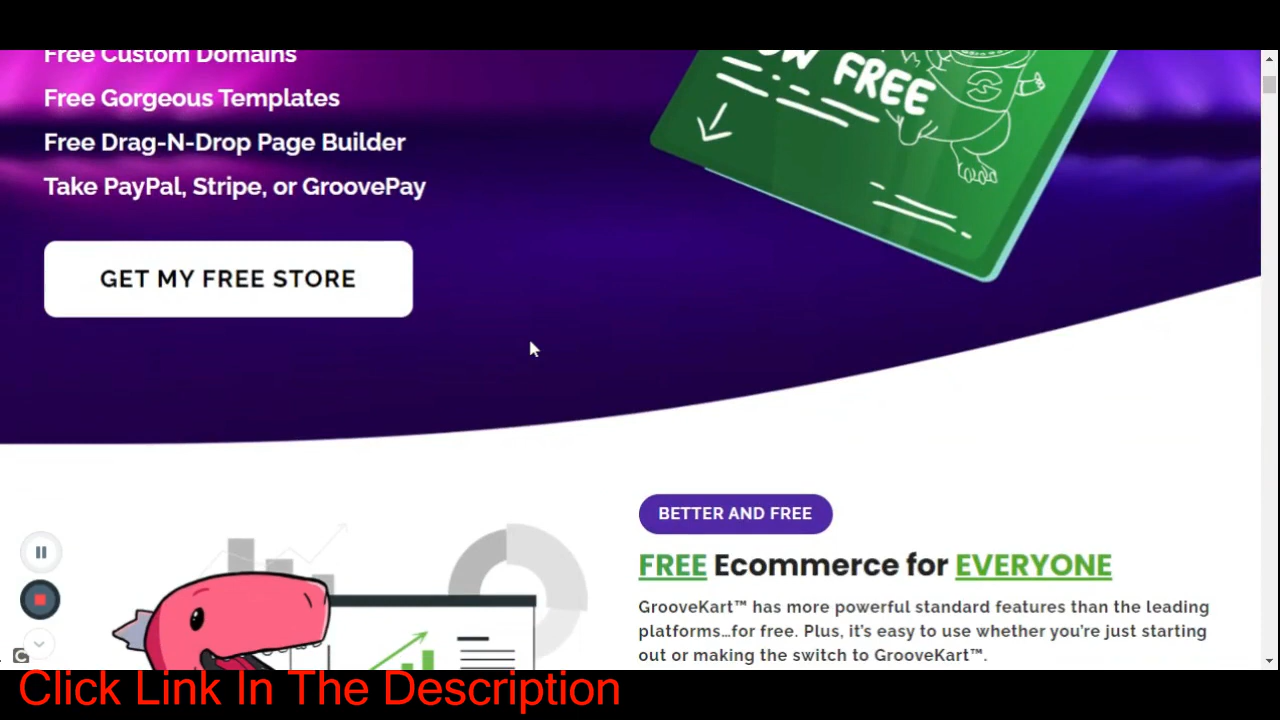 Free Custom Domains
Free Gorgeous Templates
Free Drag-N-Drop Page Builder
Take PayPal, Stripe, or GroovePay
GET MY FREE STORE
FREE
BETTER AND FREE
FREE Ecommerce for EVERYONE
GrooveKart™ has more powerful standard features than the leading
platforms…for free. Plus, it's easy to use whether you're just starting
out or making the switch to GrooveKart™.
Click Link In The Description